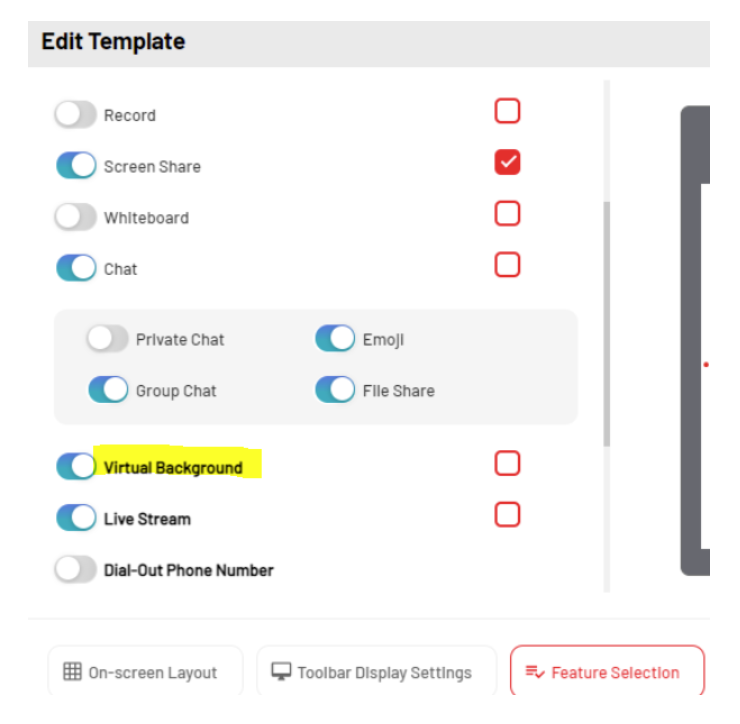 Edit Template
Record
Screen Share
Whiteboard
Chat
Private Chat
Emoji
Group Chat
File Share
Virtual Background
Live Stream
Dial-Out Phone Number
On-screen Layout
Toolbar Display Settings
Feature Selection